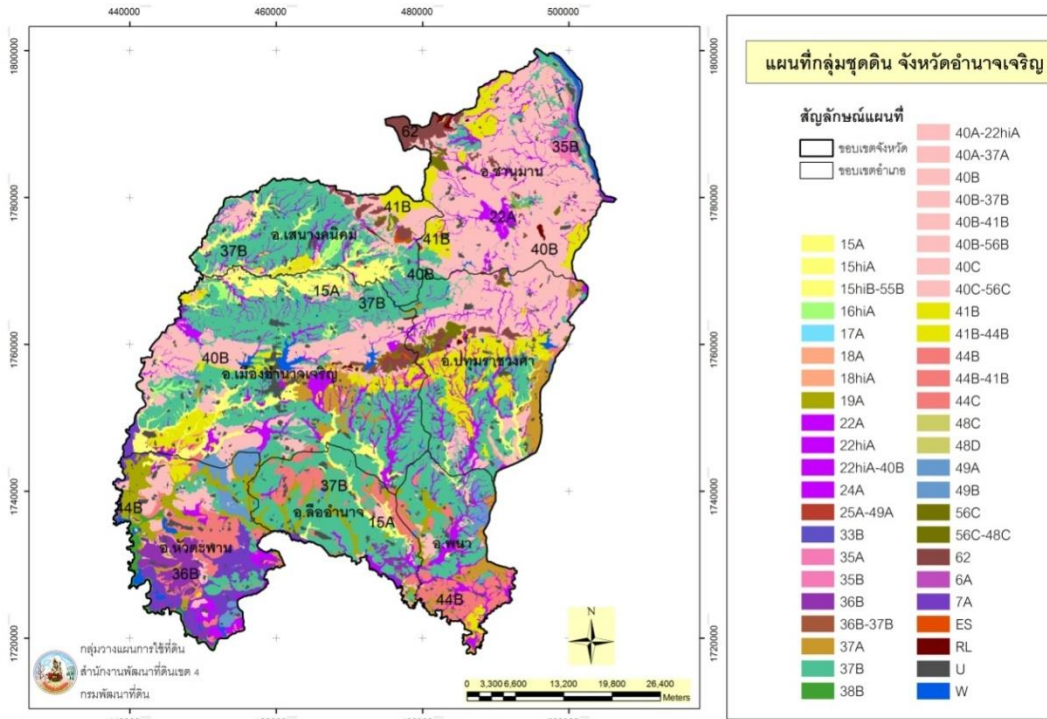 440000 460000 480000 500000
1800000
1780000
1760000
1740000
1720000
62
35B
อ.ชานุมาน
41B
22A
อ.เสนางคนิคม
41B
37B
40B
40B
15A
37B
40B
อ.ปทุมราชวงศา
อ.เมืองอำนาจเจริญ
37B
44B
อ.ลืออำนาจ
15A
อ.หัวตะพาน
อ.พนา
36B
44B
N
กลุ่มวางแผนการใช้ที่ดิน
สำนักงานพัฒนาที่ดินเขต 4
กรมพัฒนาที่ดิน
0 3,300 6,600 13,200 19,800 26,400
Meters
แผนที่กลุ่มชุดดิน จังหวัดอำนาจเจริญ
สัญลักษณ์แผนที่
ขอบเขตจังหวัด
ขอบเขตอำเภอ
15A
15hiA
15hiB-55B
16hiA
17A
18A
18hiA
19A
22A
22hiA
22hiA-40B
24A
25A-49A
33B
35A
35B
36B
36B-37B
37A
37B
38B
40A-22hiA
40A-37A
40B
40B-37B
40B-41B
40B-56B
40C
40C-56C
41B
41B-44B
44B
44B-41B
44C
48C
48D
49A
49B
56C
56C-48C
62
6A
7A
ES
RL
U
W